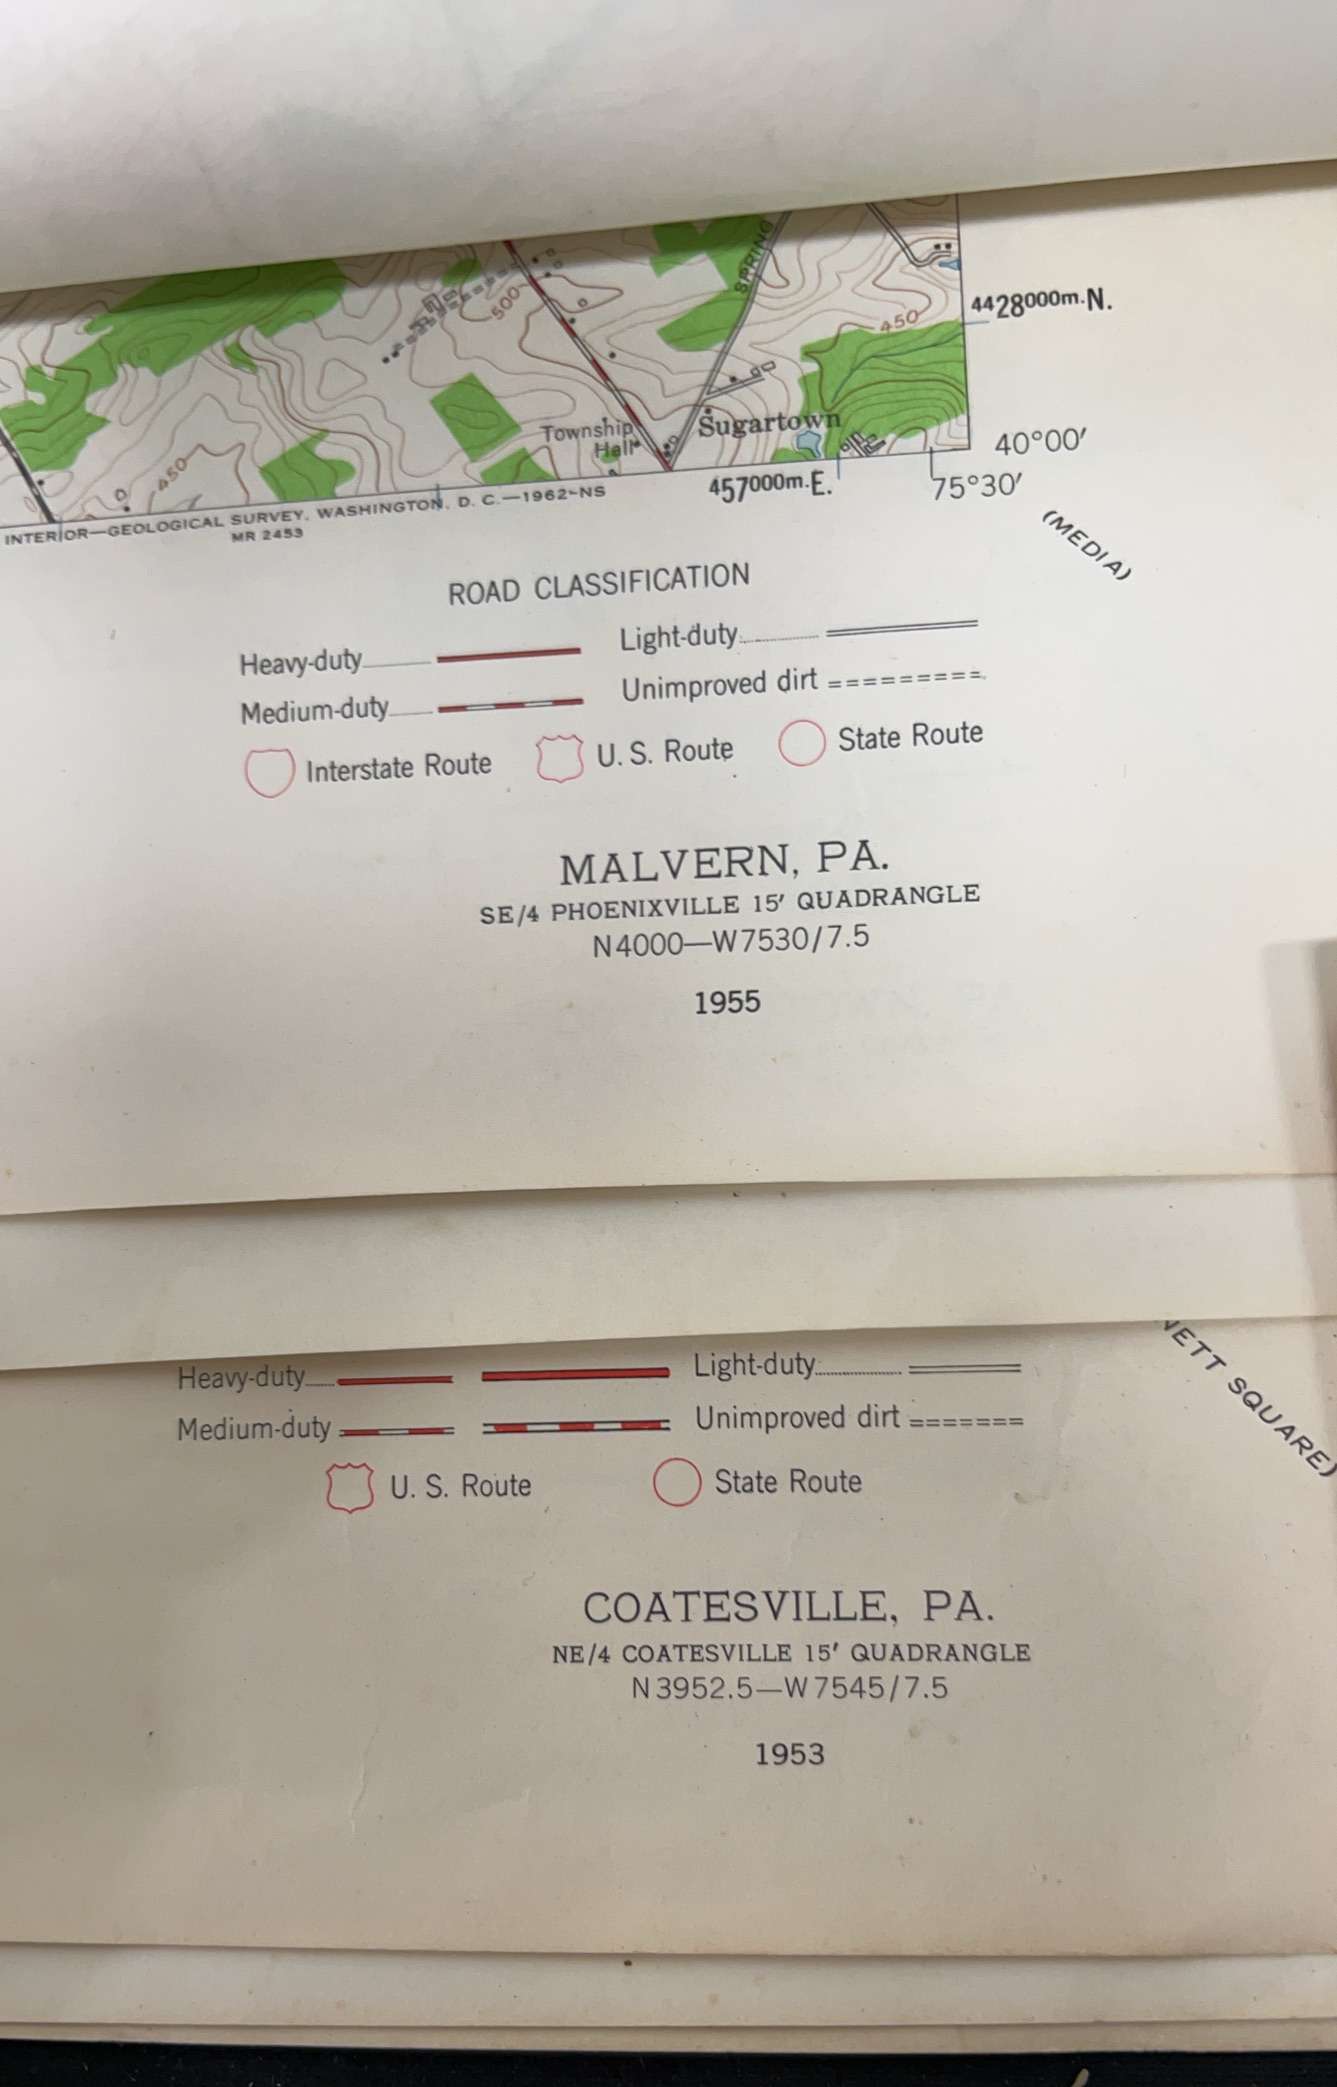 SPRING
4428000m.N.
500
450
Township
Hall
Sugartown
450
40°00′
457000m.E.
75°30′
INTERIOR—GEOLOGICAL SURVEY, WASHINGTON, D. C.—1962-NS
MR 2453
(MEDIA)
ROAD CLASSIFICATION
Heavy-duty
Light-duty
Medium-duty
Unimproved dirt
Interstate Route
U. S. Route
State Route
MALVERN, PA.
SE/4 PHOENIXVILLE 15′ QUADRANGLE
N4000—W7530/7.5
1955
Heavy-duty
Light-duty
Medium-duty
Unimproved dirt
U. S. Route
State Route
ETT SQUARE)
COATESVILLE, PA.
NE/4 COATESVILLE 15′ QUADRANGLE
N3952.5—W7545/7.5
1953